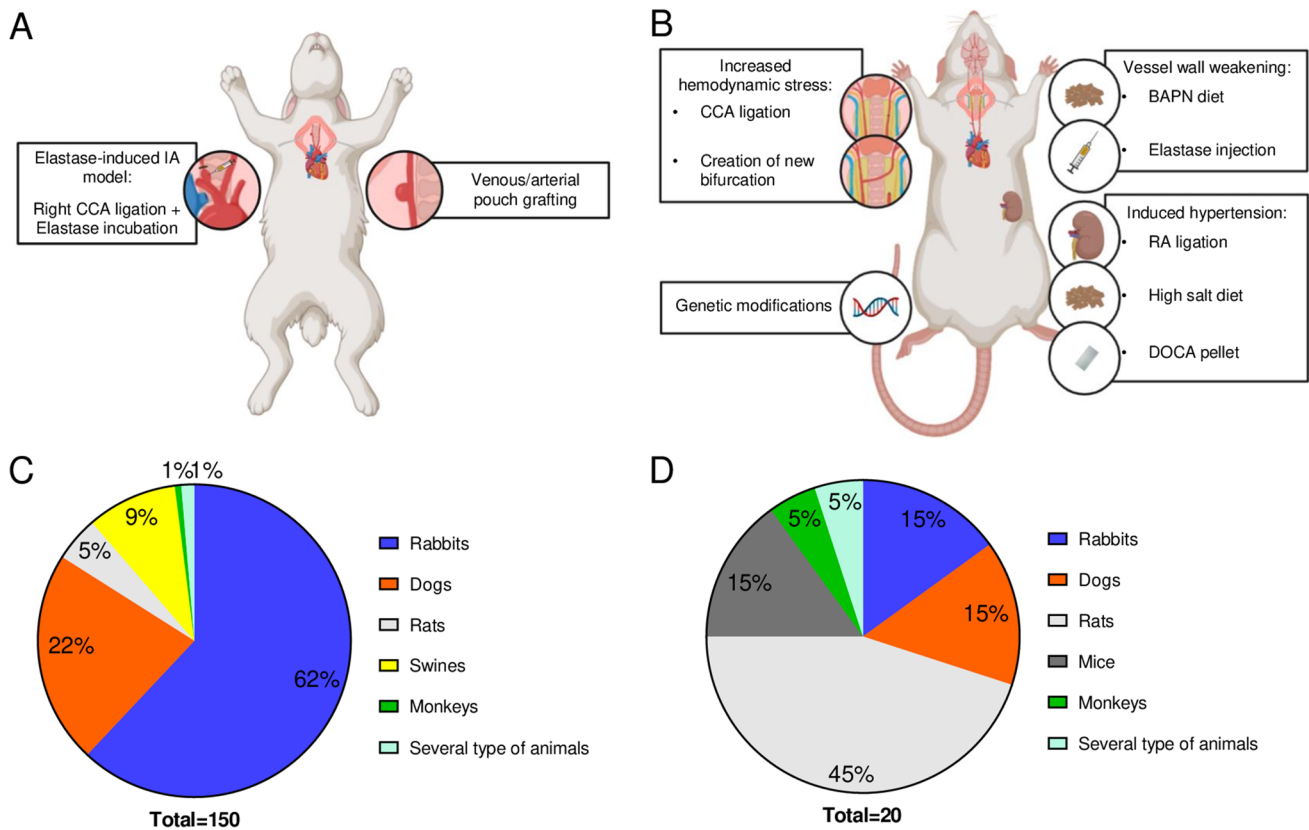 A
Elastase-induced IA
model:
Right CCA ligation +
Elastase incubation
Venous/arterial
pouch grafting
B
Increased
hemodynamic stress:
• CCA ligation
• Creation of new
bifurcation
Genetic modifications
Vessel wall weakening:
• BAPN diet
• Elastase injection
Induced hypertension:
• RA ligation
• High salt diet
• DOCA pellet
C
1%
1%
9%
5%
22%
62%
Rabbits
Dogs
Rats
Swines
Monkeys
Several type of animals
Total=150
D
5%
5%
15%
15%
15%
45%
Rabbits
Dogs
Rats
Mice
Monkeys
Several type of animals
Total=20